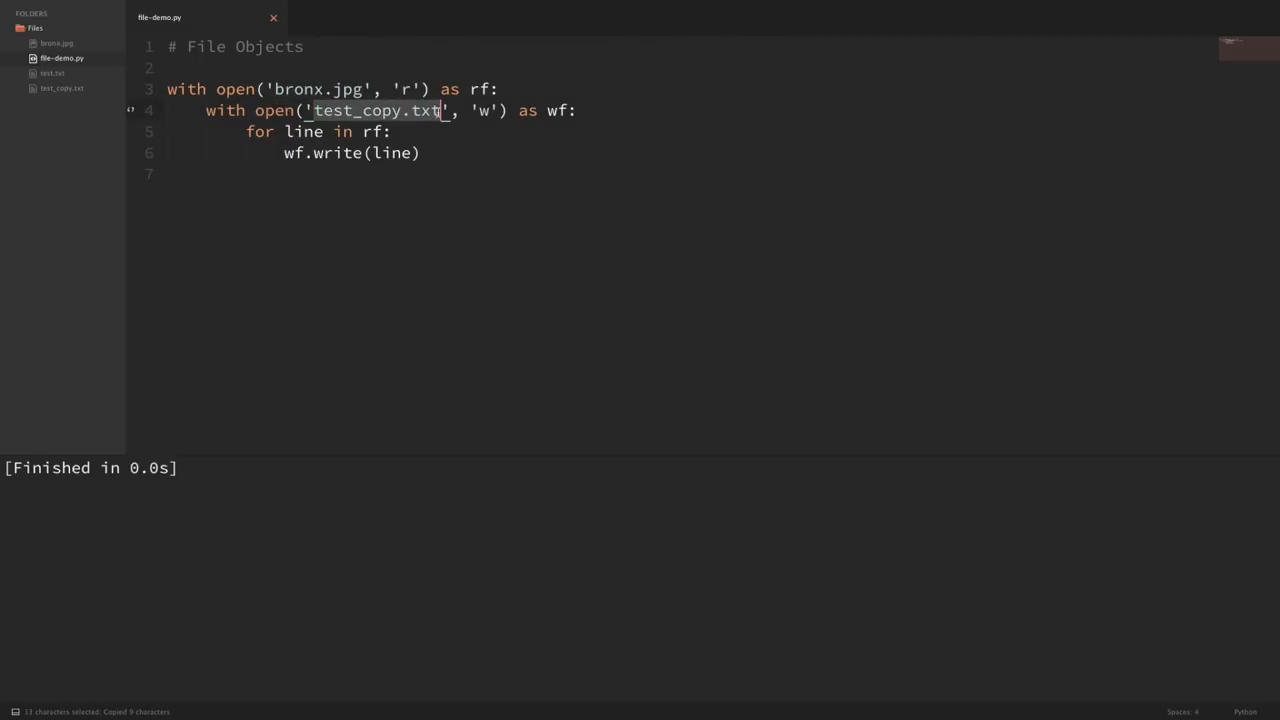 FOLDERS
Files
bronx.jpg
file-demo.py
test.txt
test_copy.txt
file-demo.py
1 # File Objects
2
3 with open('bronx.jpg', 'r') as rf:
4 with open('test_copy.txt', 'w') as wf:
5 for line in rf:
6 wf.write(line)
7
[Finished in 0.0s]
13 characters selected: Copied 9 characters
Spaces: 4
Python